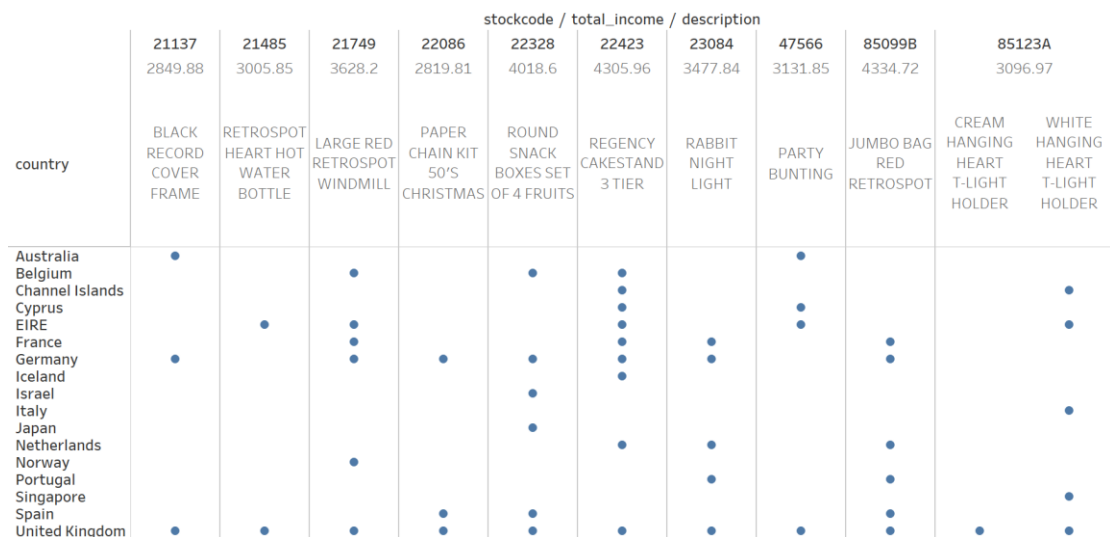 stockcode / total_income / description
21137 21485 21749 22086 22328 22423 23084 47566 85099B 85123A
2849.88 3005.85 3628.2 2819.81 4018.6 4305.96 3477.84 3131.85 4334.72 3096.97
country
BLACK
RECORD
COVER
FRAME
RETROSPOT
HEART HOT
WATER
BOTTLE
LARGE RED
RETROSPOT
WINDMILL
PAPER
CHAIN KIT
50'S
CHRISTMAS
ROUND
SNACK
BOXES SET
OF 4 FRUITS
REGENCY
CAKESTAND
3 TIER
RABBIT
NIGHT
LIGHT
PARTY
BUNTING
JUMBO BAG
RED
RETROSPOT
CREAM
HANGING
HEART
T-LIGHT
HOLDER
WHITE
HANGING
HEART
T-LIGHT
HOLDER
Australia
Belgium
Channel Islands
Cyprus
EIRE
France
Germany
Iceland
Israel
Italy
Japan
Netherlands
Norway
Portugal
Singapore
Spain
United Kingdom